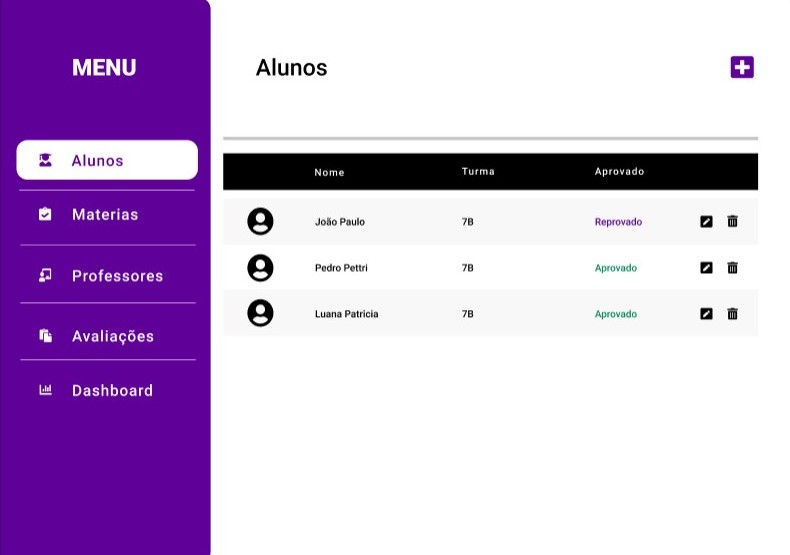 MENU
Alunos
Materias
Professores
Avaliações
Dashboard
Alunos
Nome Turma Aprovado
João Paulo 7B Reprovado
Pedro Pettri 7B Aprovado
Luana Patricia 7B Aprovado